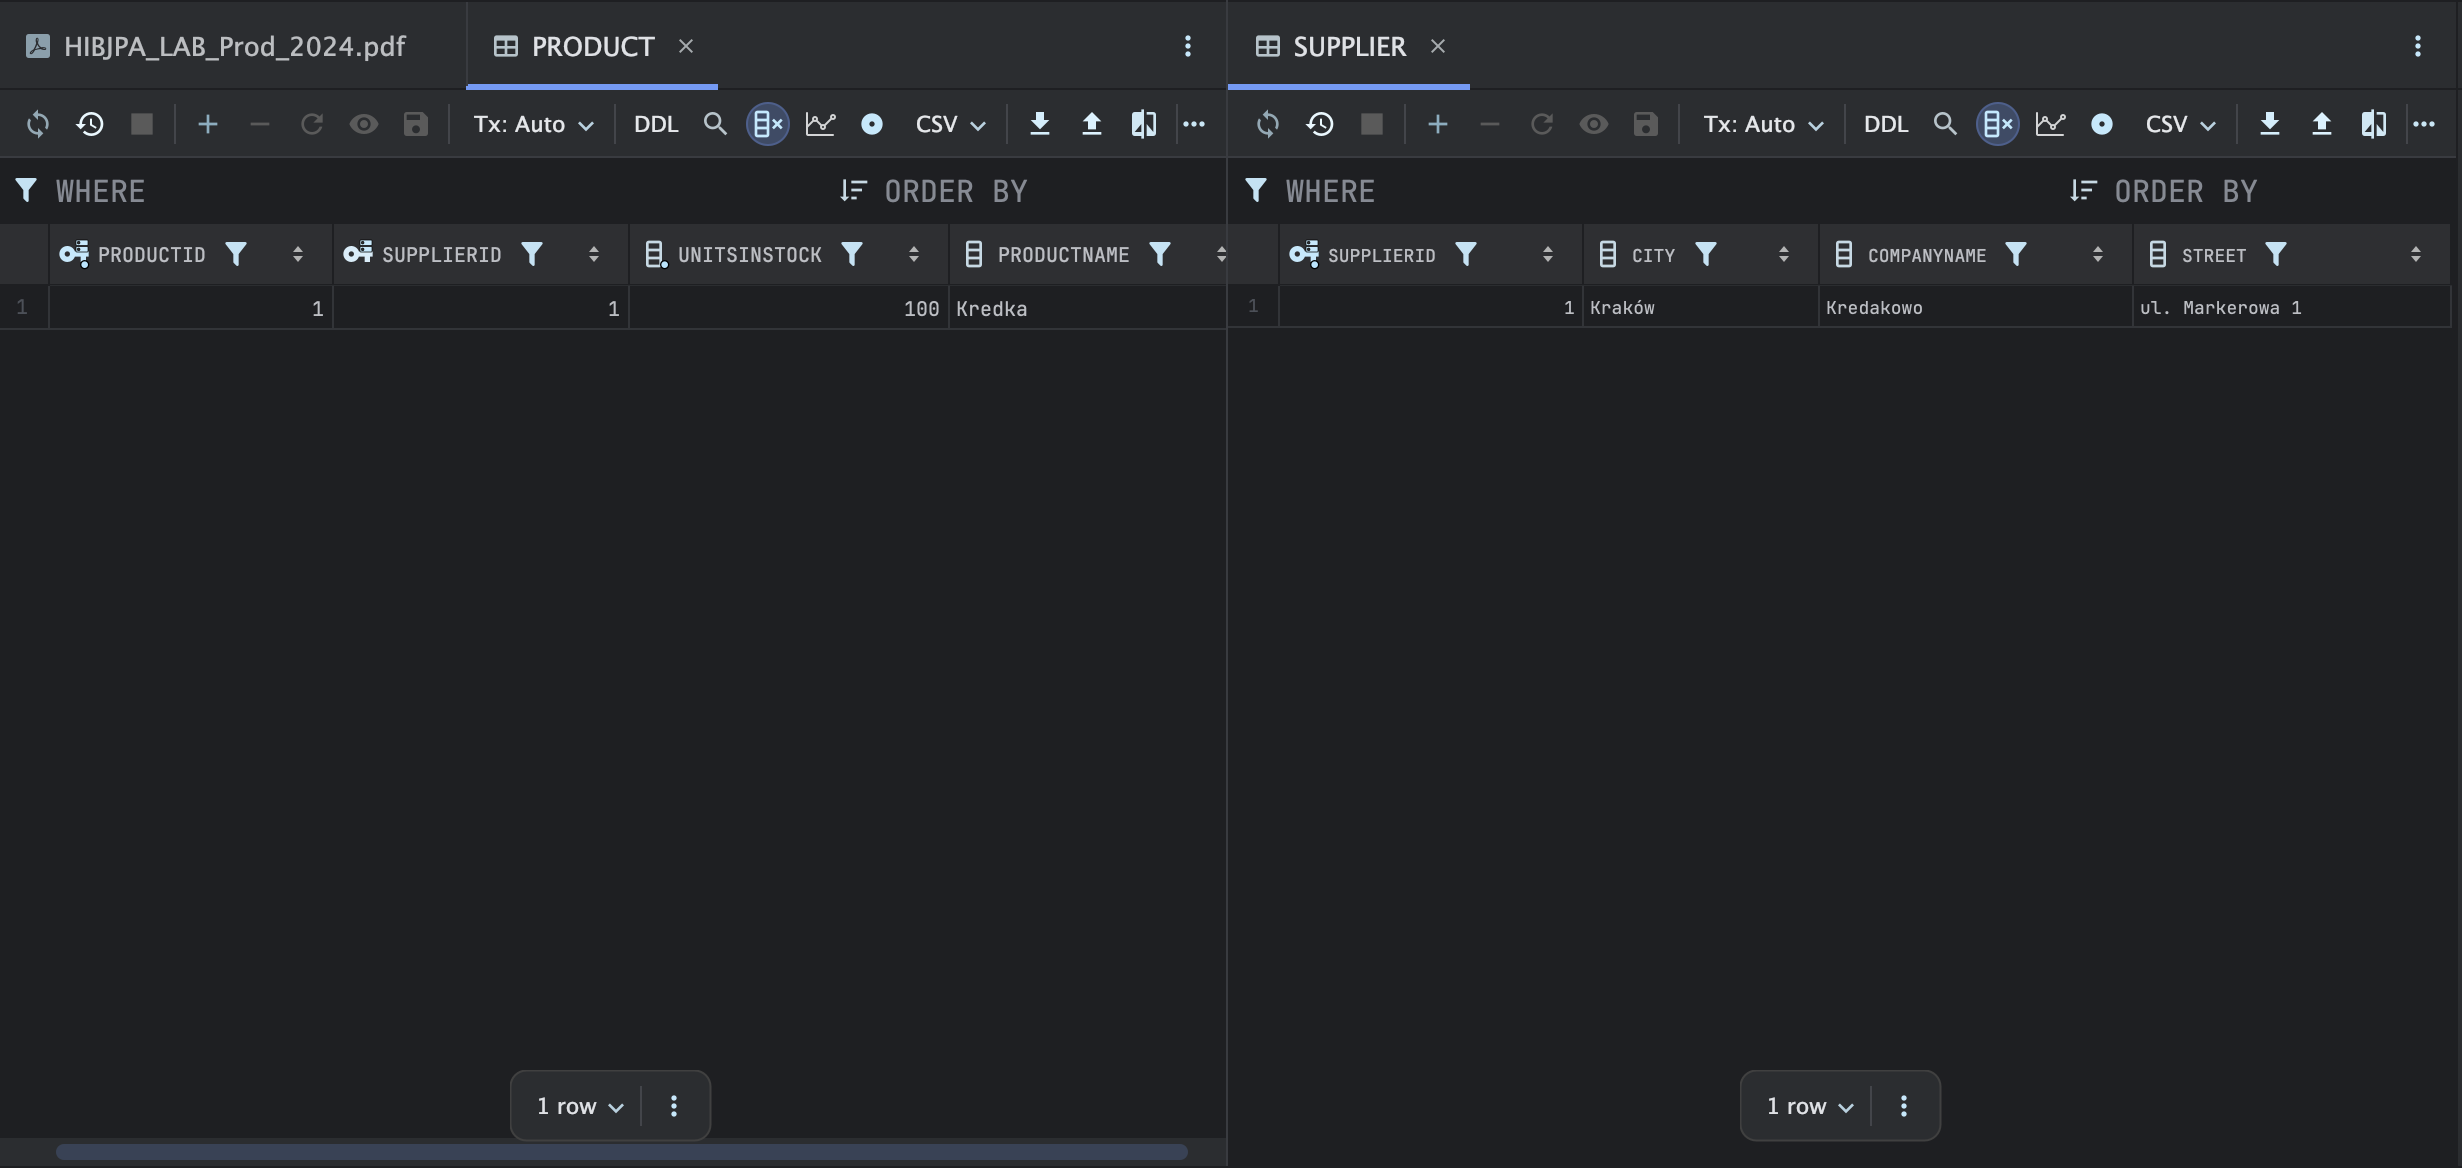 HIBJPA_LAB_Prod_2024.pdf
PRODUCT
Tx: Auto DDL CSV
WHERE ORDER BY
PRODUCTID SUPPLIERID UNITSINSTOCK PRODUCTNAME
1 1 1 100 Kredka
1 row
SUPPLIER
Tx: Auto DDL CSV
WHERE ORDER BY
SUPPLIERID CITY COMPANYNAME STREET
1 1 Kraków Kredakowo ul. Markerowa 1
1 row